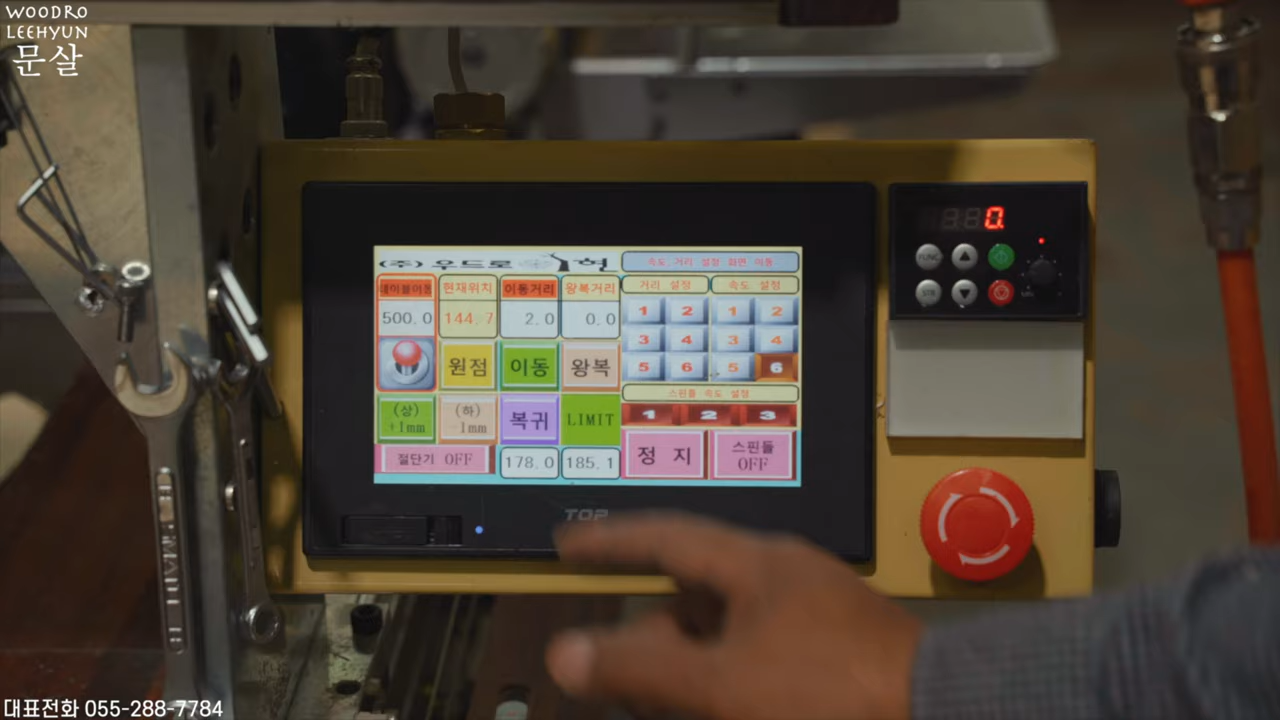 WOODRO
LEEHYUN
문살
(주) 우드로 이현
속도,거리 설정 화면 이동
테이블이동 현재위치 이동거리 왕복거리 거리 설정 속도 설정
500.0 144.7 2.0 0.0
1 2 1 2
3 4 3 4
5 6 5 6
원점 이동 왕복
스핀들 속도 설정
1 2 3
(상) +1mm
(하) -1mm
복귀 LIMIT
정 지
스핀들 OFF
절단기 OFF 178.0 185.1
TOP
0.
FUNC
STR
MIN
대표전화 055-288-7784